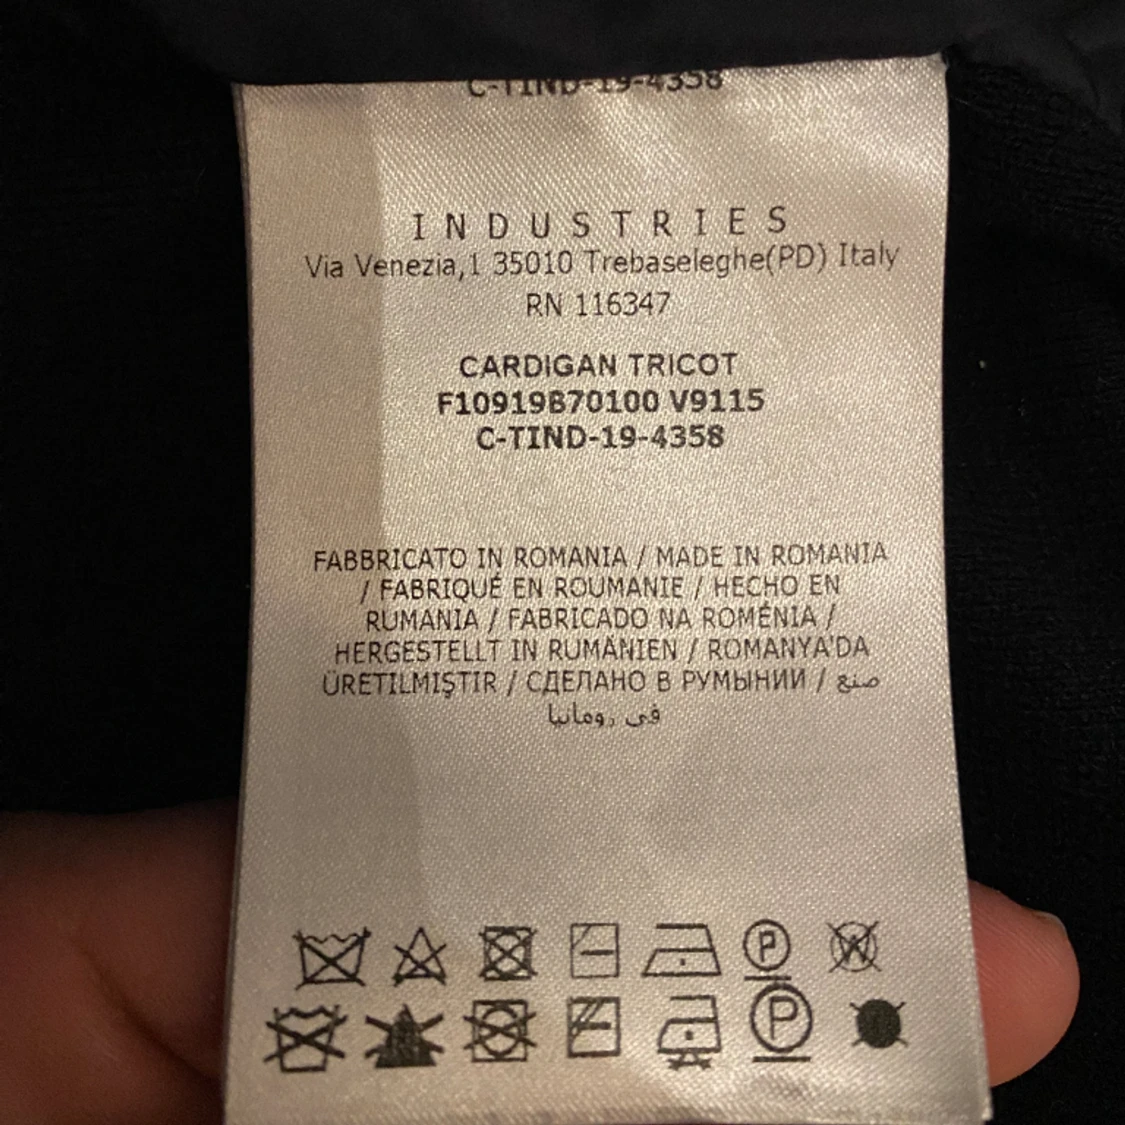 C-TIND-19-4358
INDUSTRIES
Via Venezia,1 35010 Trebaseleghe(PD) Italy
RN 116347
CARDIGAN TRICOT
F10919B70100 V9115
C-TIND-19-4358
FABBRICATO IN ROMANIA / MADE IN ROMANIA
/ FABRIQUÉ EN ROUMANIE / HECHO EN
RUMANIA / FABRICADO NA ROMÉNIA /
HERGESTELLT IN RUMÄNIEN / ROMANYA'DA
ÜRETILMIŞTIR / СДЕЛАНО В РУМЫНИИ / صنع
في رومانيا
P W
P